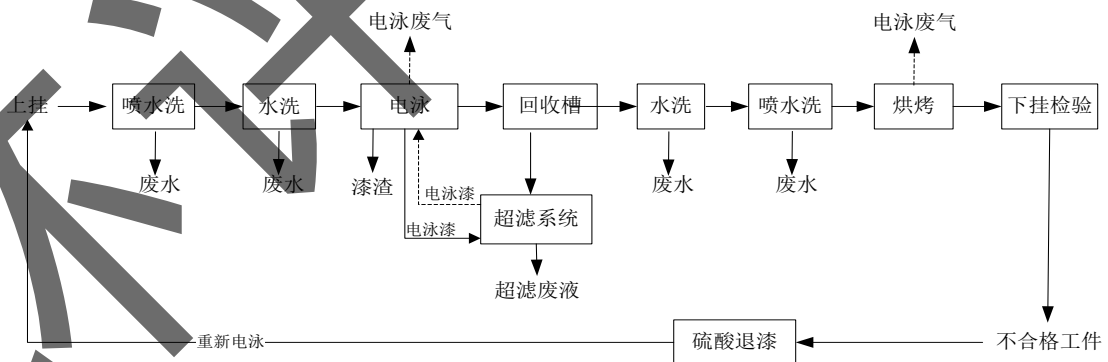 电泳废气
电泳废气
上挂
喷水洗
水洗
电泳
回收槽
水洗
喷水洗
烘烤
下挂检验
废水
废水
漆渣
电泳漆
废水
废水
超滤系统
电泳漆
超滤废液
重新电泳
硫酸退漆
不合格工件